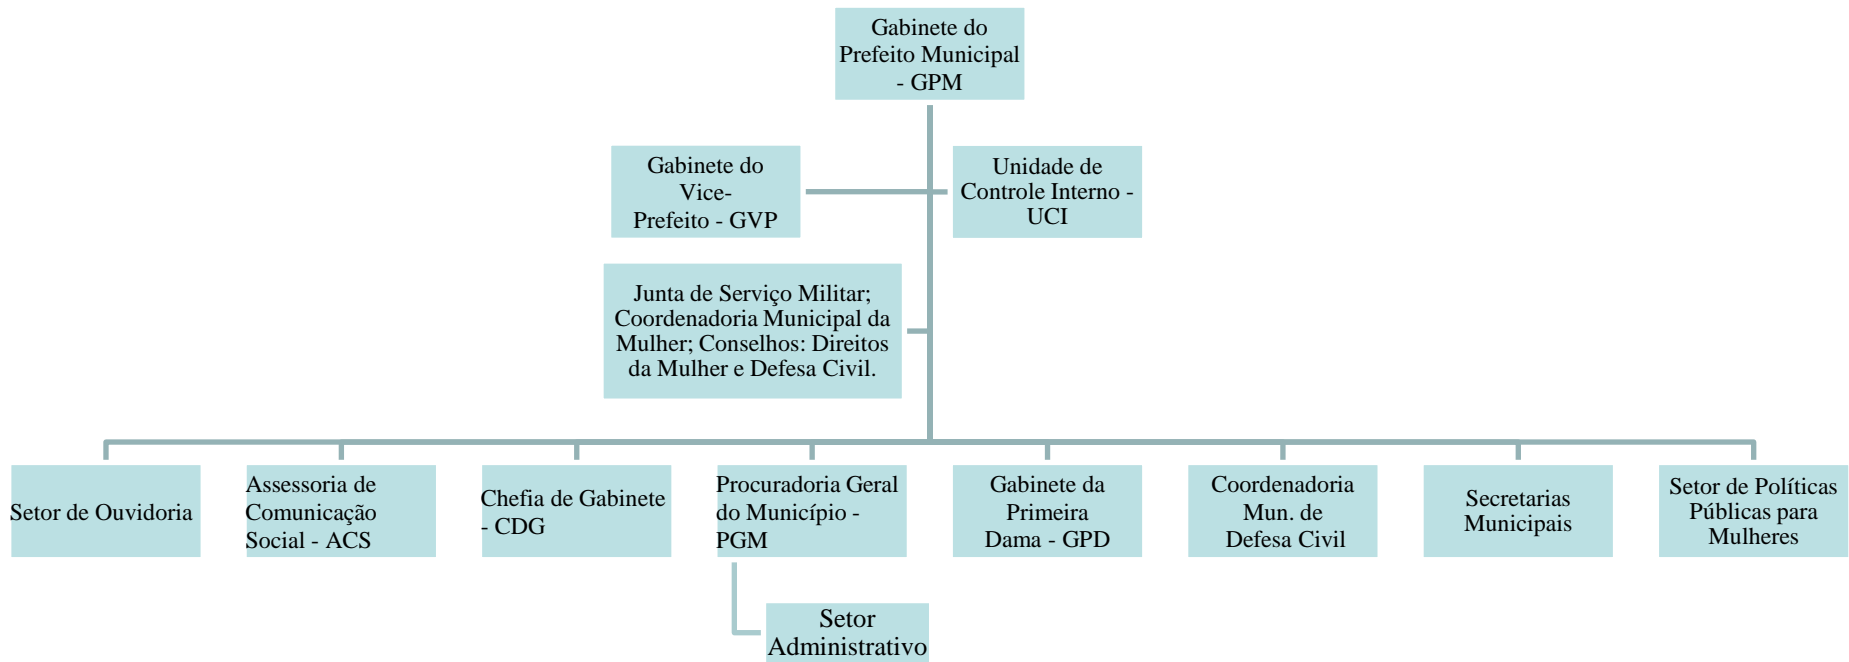 Gabinete do
Prefeito Municipal
- GPM
Gabinete do
Vice-
Prefeito - GVP
Unidade de
Controle Interno -
UCI
Junta de Serviço Militar;
Coordenadoria Municipal da
Mulher; Conselhos: Direitos
da Mulher e Defesa Civil.
Setor de Ouvidoria
Assessoria de
Comunicação
Social - ACS
Chefia de Gabinete
- CDG
Procuradoria Geral
do Município -
PGM
Gabinete da
Primeira
Dama - GPD
Coordenadoria
Mun. de
Defesa Civil
Secretarias
Municipais
Setor de Políticas
Públicas para
Mulheres
Setor
Administrativo